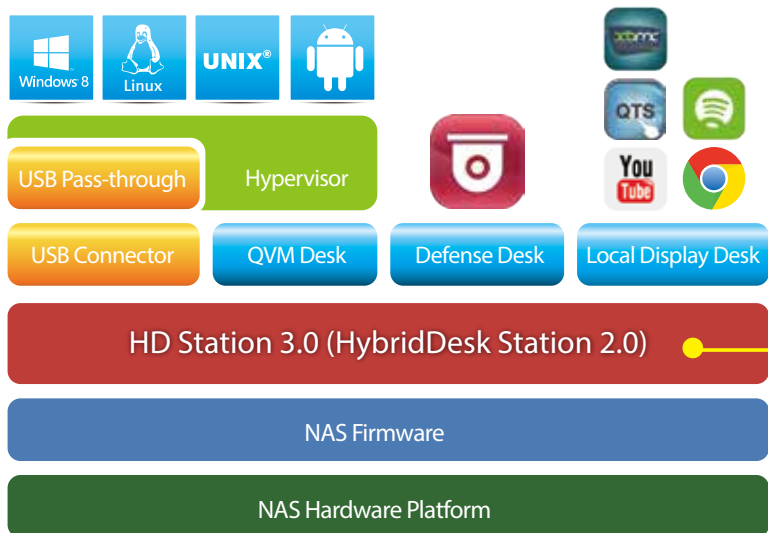 Windows 8
Linux
UNIX®
xbmc
QTS
You
Tube
USB Pass-through
Hypervisor
USB Connector
QVM Desk
Defense Desk
Local Display Desk
HD Station 3.0 (HybridDesk Station 2.0)
NAS Firmware
NAS Hardware Platform